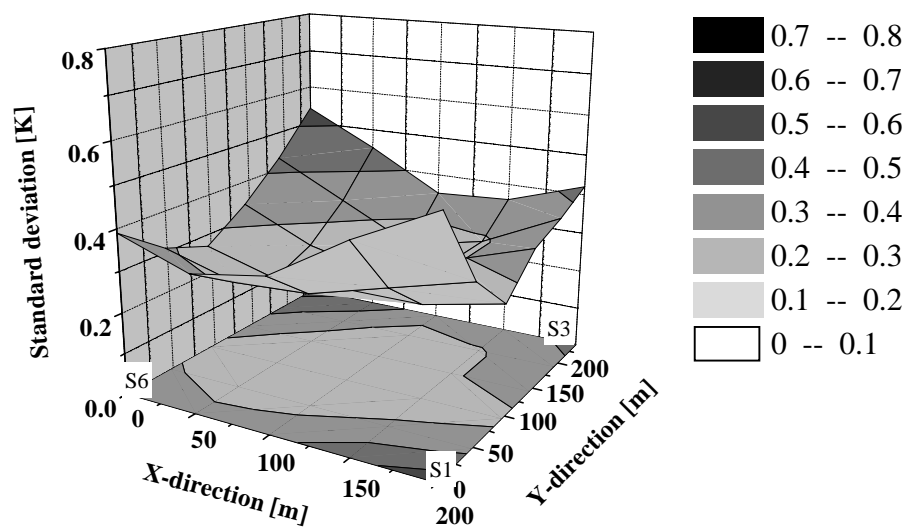 0.8
0.6
0.4
0.2
0.0
Standard deviation [K]
0
50
100
150
200
X-direction [m]
0
50
100
150
200
Y-direction [m]
S6
S1
S3
0.7 -- 0.8
0.6 -- 0.7
0.5 -- 0.6
0.4 -- 0.5
0.3 -- 0.4
0.2 -- 0.3
0.1 -- 0.2
0 -- 0.1